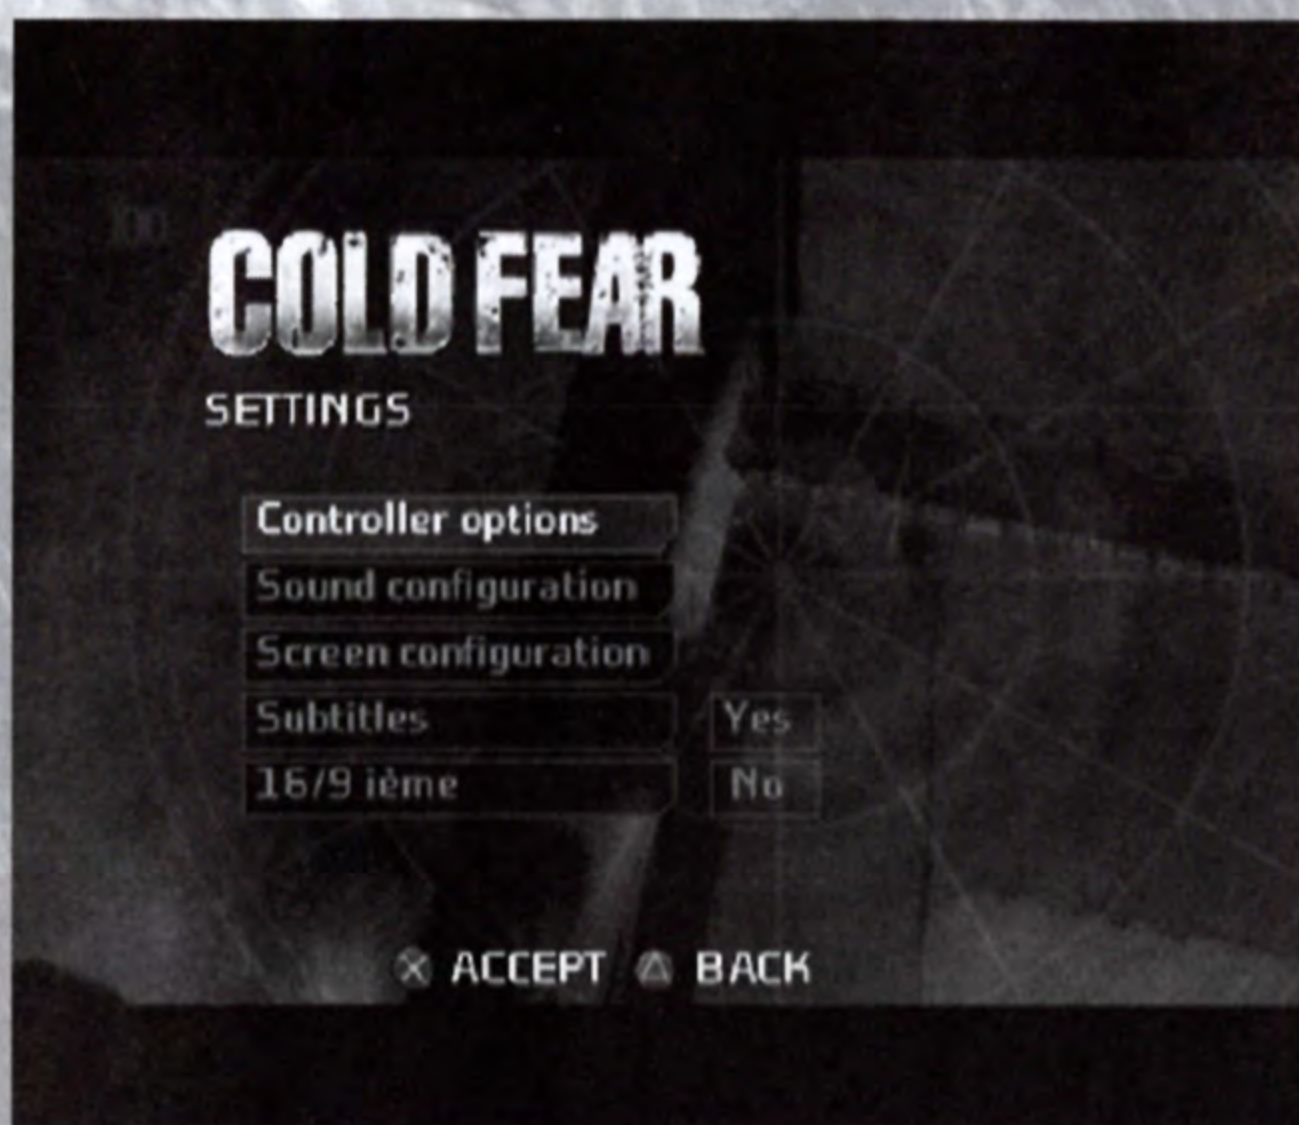 COLD FEAR
SETTINGS
Controller options
Sound configuration
Screen configuration
Subtitles Yes
16/9 ième No
ACCEPT BACK